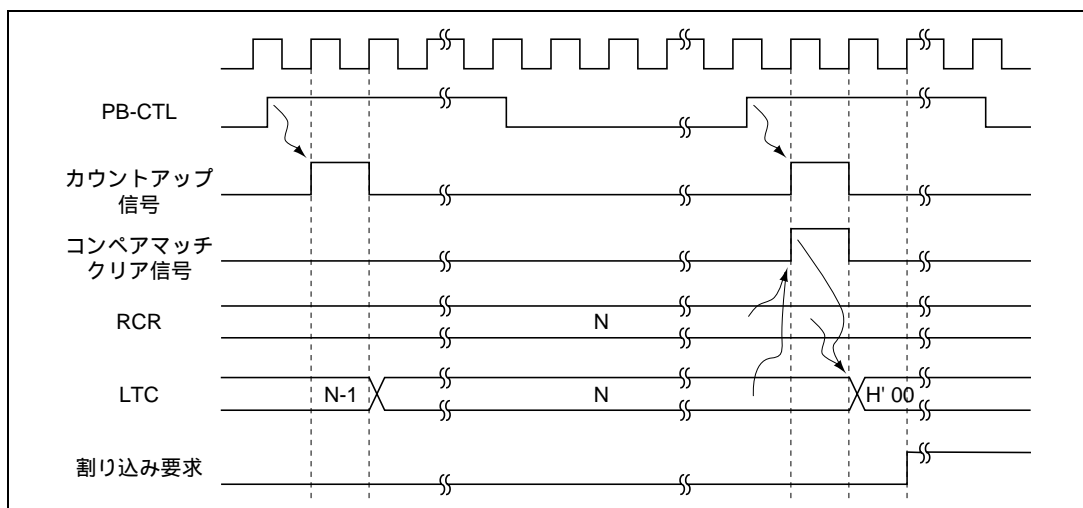 PB-CTL
カウントアップ
信号
コンペアマッチ
クリア信号
RCR
N
LTC
N-1
N
H' 00
割り込み要求